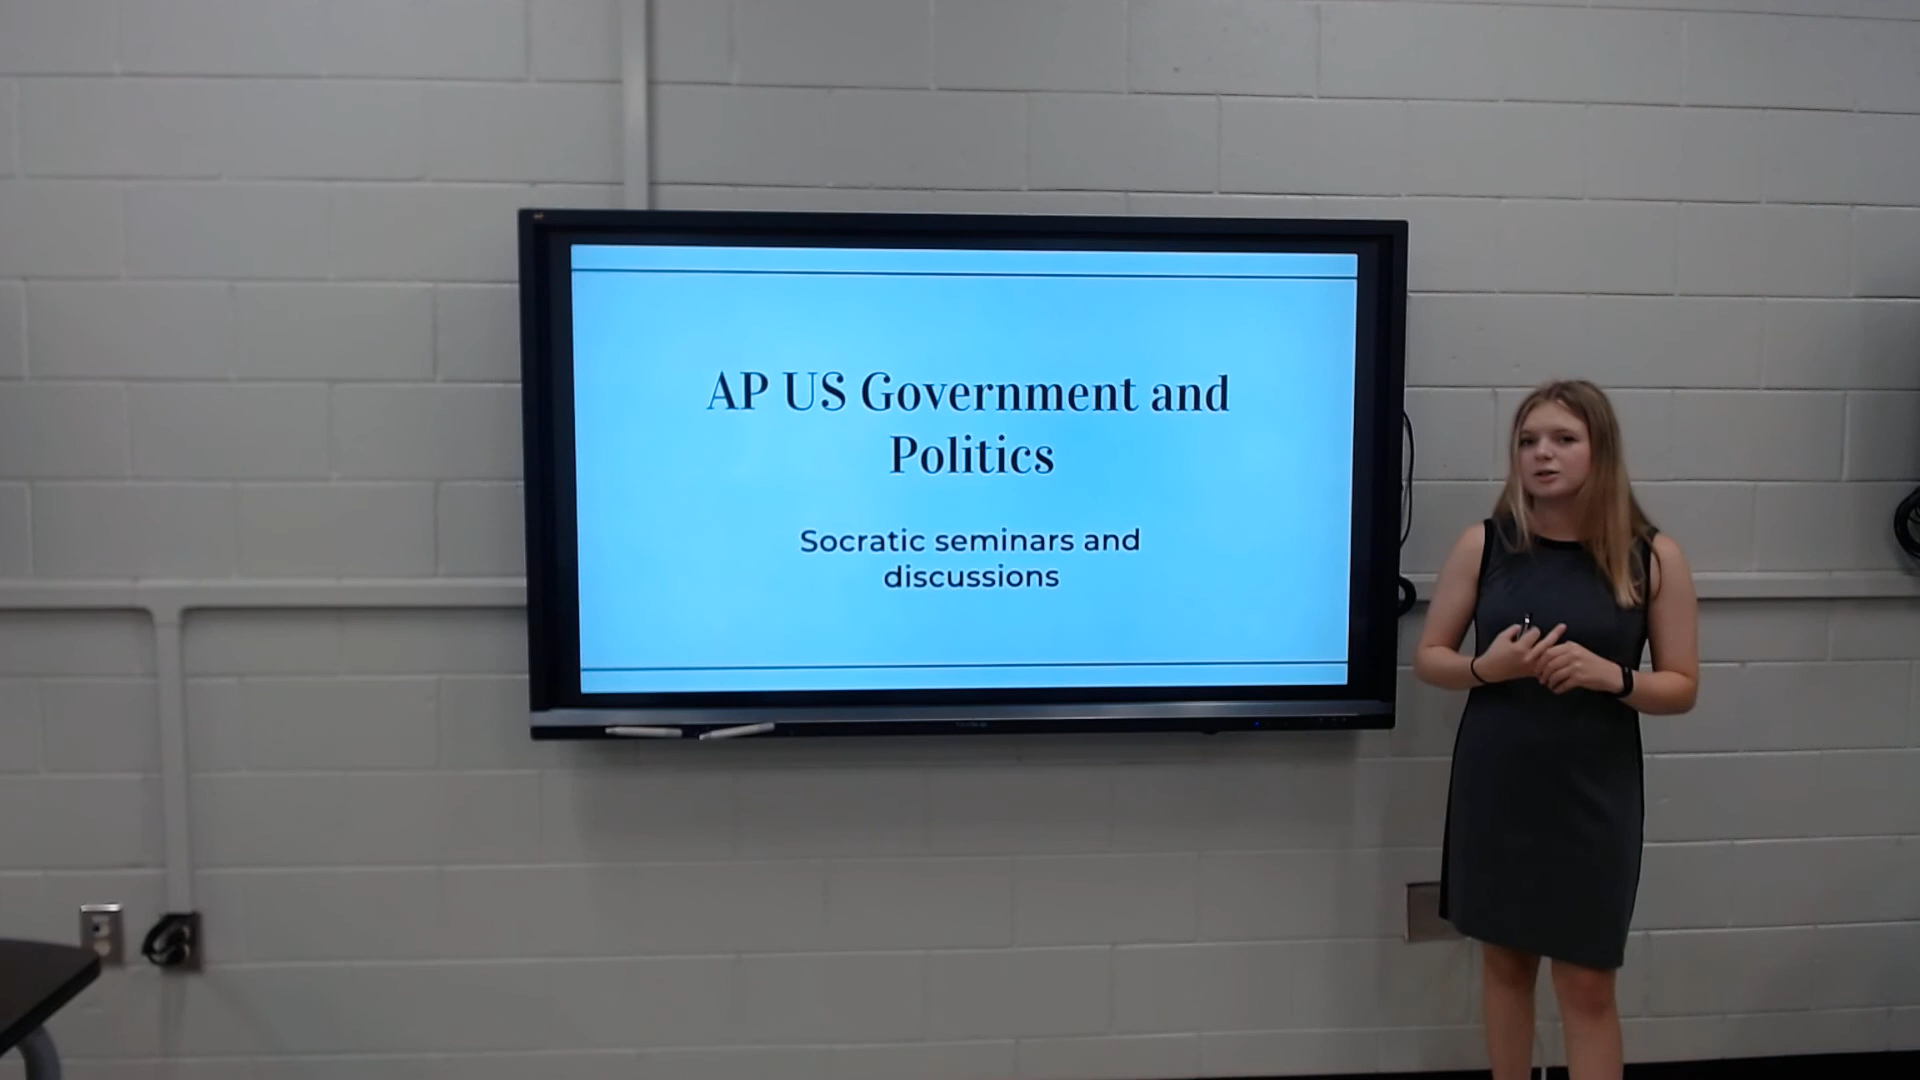 AP US Government and
Politics
Socratic seminars and
discussions